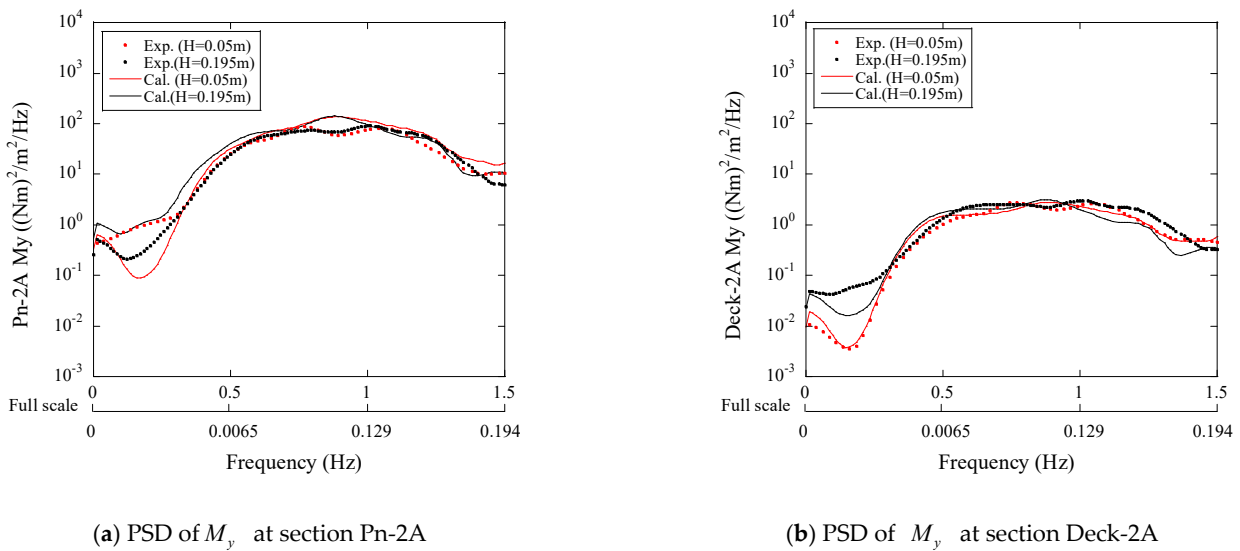 10^4
10^3
10^2
10^1
10^0
10^-1
10^-2
10^-3
Pn-2A My ((Nm)^2/m^2/Hz)
Exp. (H=0.05m)
Exp.(H=0.195m)
Cal. (H=0.05m)
Cal.(H=0.195m)
0 0.5 1 1.5
Full scale
0 0.0065 0.129 0.194
Frequency (Hz)
(a) PSD of M_y at section Pn-2A
10^4
10^3
10^2
10^1
10^0
10^-1
10^-2
10^-3
Deck-2A My ((Nm)^2/m^2/Hz)
Exp. (H=0.05m)
Exp.(H=0.195m)
Cal. (H=0.05m)
Cal.(H=0.195m)
0 0.5 1 1.5
Full scale
0 0.0065 0.129 0.194
Frequency (Hz)
(b) PSD of M_y at section Deck-2A